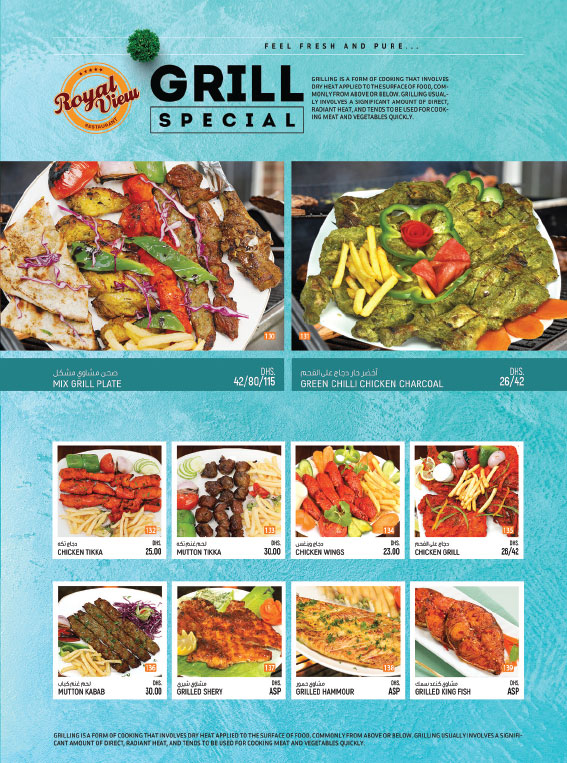 FEEL FRESH AND PURE...
Royal
View
RESTAURANT
GRILL
SPECIAL
GRILLING IS A FORM OF COOKING THAT INVOLVES
DRY HEAT APPLIED TO THE SURFACE OF FOOD, COM-
MONLY FROM ABOVE OR BELOW. GRILLING USUAL-
LY INVOLVES A SIGNIFICANT AMOUNT OF DIRECT,
RADIANT HEAT, AND TENDS TO BE USED FOR COOK-
ING MEAT AND VEGETABLES QUICKLY.
130
131
صحن مشاوي مشكل DHS.
MIX GRILL PLATE 42/80/115
أخضر حار دجاج على الفحم DHS.
GREEN CHILLI CHICKEN CHARCOAL 26/42
132
دجاج تكه DHS.
CHICKEN TIKKA 25.00
133
لحم غنم تكه DHS.
MUTTON TIKKA 30.00
134
دجاج وينغس DHS.
CHICKEN WINGS 23.00
135
دجاج على الفحم DHS.
CHICKEN GRILL 26/42
136
لحم غنم كباب DHS.
MUTTON KABAB 30.00
137
مشاوي شيري DHS.
GRILLED SHERY ASP
138
مشاوي حمور DHS.
GRILLED HAMMOUR ASP
139
مشاوي كنعد سمك DHS.
GRILLED KING FISH ASP
GRILLING IS A FORM OF COOKING THAT INVOLVES DRY HEAT APPLIED TO THE SURFACE OF FOOD, COMMONLY FROM ABOVE OR BELOW. GRILLING USUALLY INVOLVES A SIGNIFI-
CANT AMOUNT OF DIRECT, RADIANT HEAT, AND TENDS TO BE USED FOR COOKING MEAT AND VEGETABLES QUICKLY.